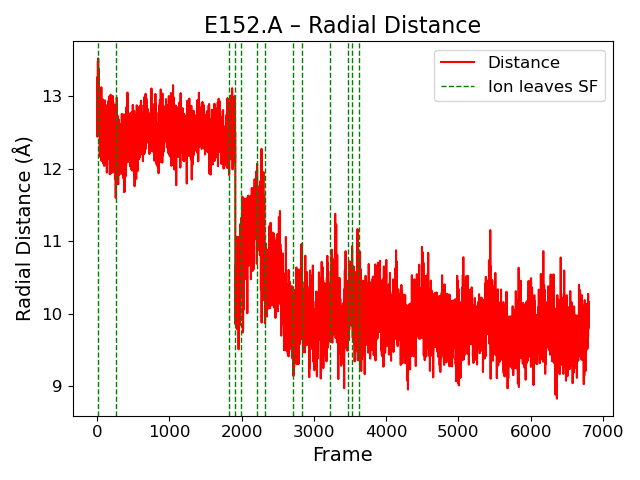 E152.A – Radial Distance
Distance
Ion leaves SF
Radial Distance (Å)
13
12
11
10
9
0 1000 2000 3000 4000 5000 6000 7000
Frame